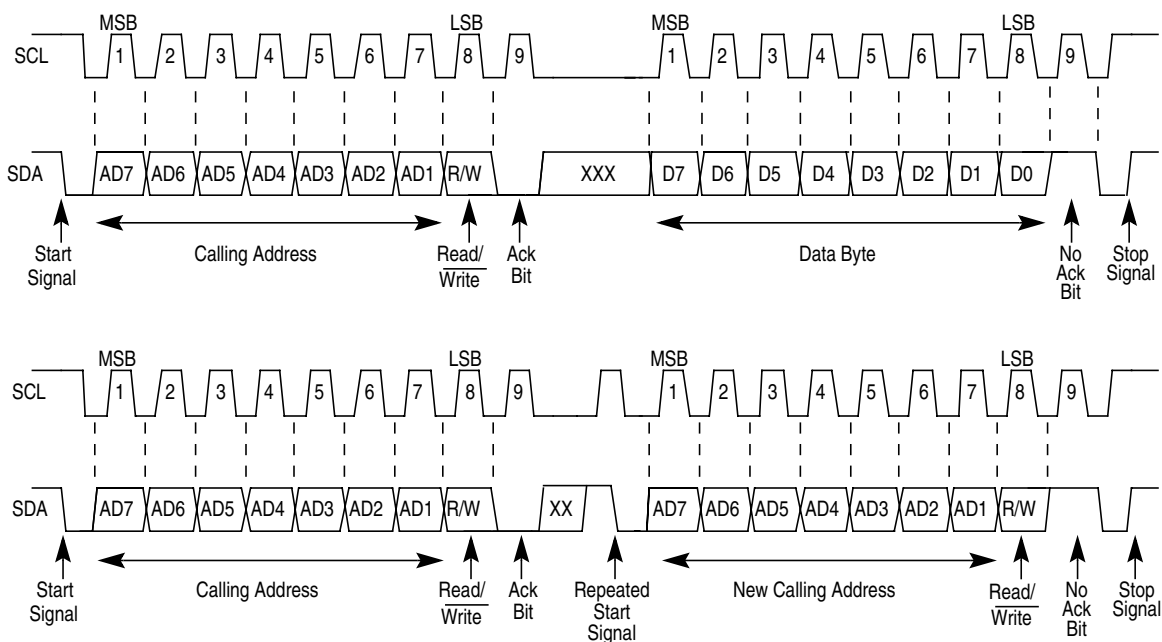 MSB LSB MSB LSB
SCL 1 2 3 4 5 6 7 8 9 1 2 3 4 5 6 7 8 9
SDA AD7 AD6 AD5 AD4 AD3 AD2 AD1 R/W XXX D7 D6 D5 D4 D3 D2 D1 D0
Start Signal
Calling Address
Read/ Write
Ack Bit
Data Byte
No Ack Bit
Stop Signal
MSB LSB MSB LSB
SCL 1 2 3 4 5 6 7 8 9 1 2 3 4 5 6 7 8 9
SDA AD7 AD6 AD5 AD4 AD3 AD2 AD1 R/W XX AD7 AD6 AD5 AD4 AD3 AD2 AD1 R/W
Start Signal
Calling Address
Read/ Write
Ack Bit
Repeated Start Signal
New Calling Address
Read/ Write
No Ack Bit
Stop Signal